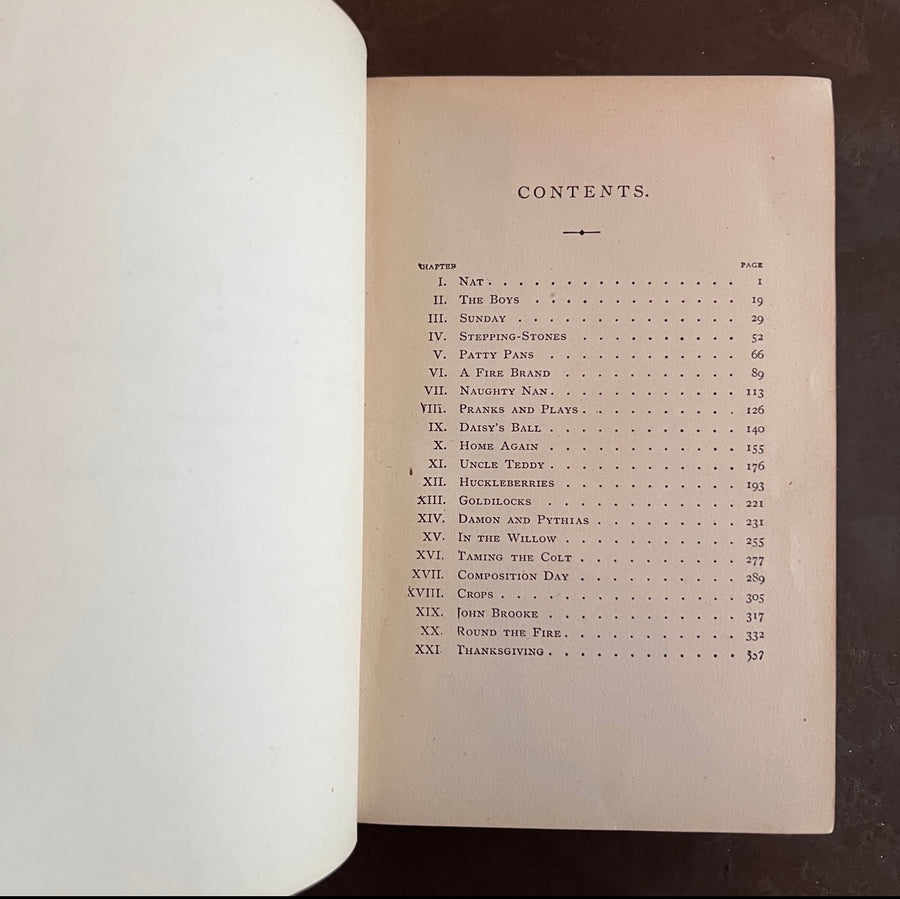 CONTENTS.
CHAPTER PAGE
I. NAT . . . . . . . . . . . . . . . . 1
II. THE BOYS . . . . . . . . . . . . . 19
III. SUNDAY . . . . . . . . . . . . . . 29
IV. STEPPING-STONES . . . . . . . . . . 52
V. PATTY PANS . . . . . . . . . . . . 66
VI. A FIRE BRAND . . . . . . . . . . . 89
VII. NAUGHTY NAN . . . . . . . . . . . . 113
VIII. PRANKS AND PLAYS . . . . . . . . . . 126
IX. DAISY'S BALL . . . . . . . . . . . . 140
X. HOME AGAIN . . . . . . . . . . . . 155
XI. UNCLE TEDDY . . . . . . . . . . . . 176
XII. HUCKLEBERRIES . . . . . . . . . . . 193
XIII. GOLDILOCKS . . . . . . . . . . . . 221
XIV. DAMON AND PYTHIAS . . . . . . . . . 231
XV. IN THE WILLOW . . . . . . . . . . . 255
XVI. TAMING THE COLT . . . . . . . . . . 277
XVII. COMPOSITION DAY . . . . . . . . . . 289
XVIII. CROPS . . . . . . . . . . . . . . . 305
XIX. JOHN BROOKE . . . . . . . . . . . . 317
XX. ROUND THE FIRE . . . . . . . . . . . 332
XXI THANKSGIVING . . . . . . . . . . . .